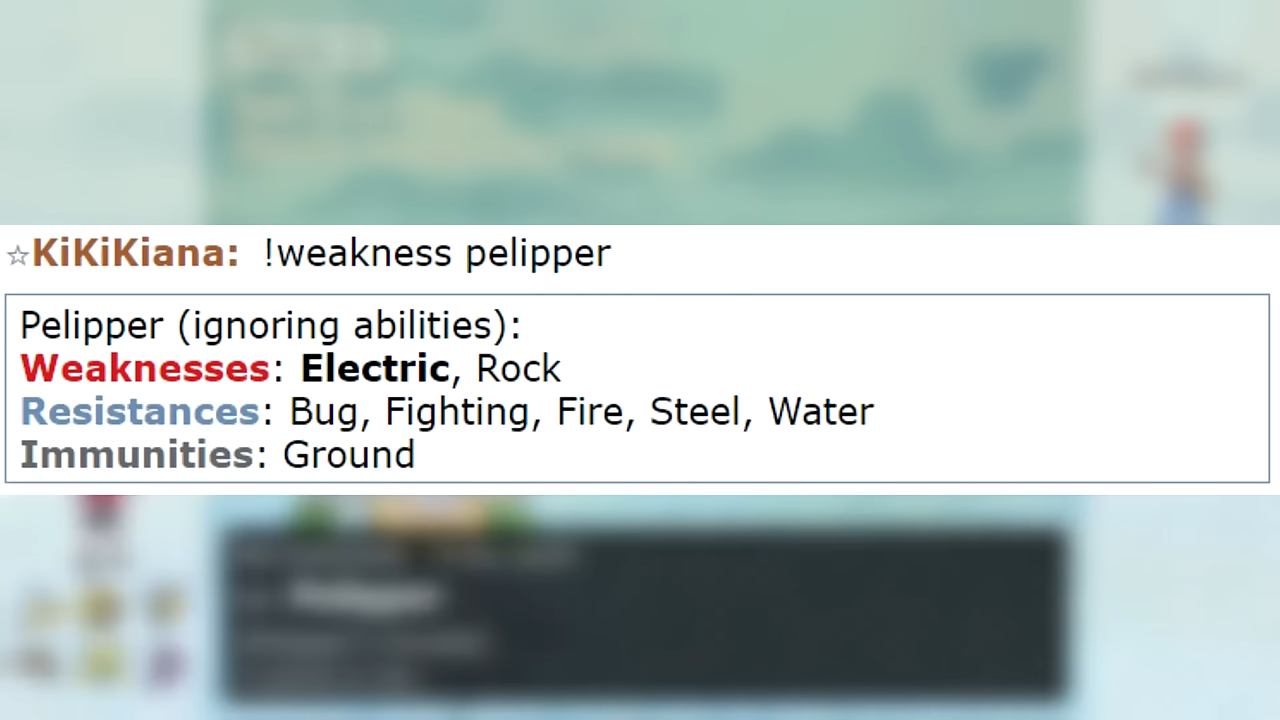 ☆KiKiKiana: !weakness pelipper
Pelipper (ignoring abilities):
Weaknesses: Electric, Rock
Resistances: Bug, Fighting, Fire, Steel, Water
Immunities: Ground